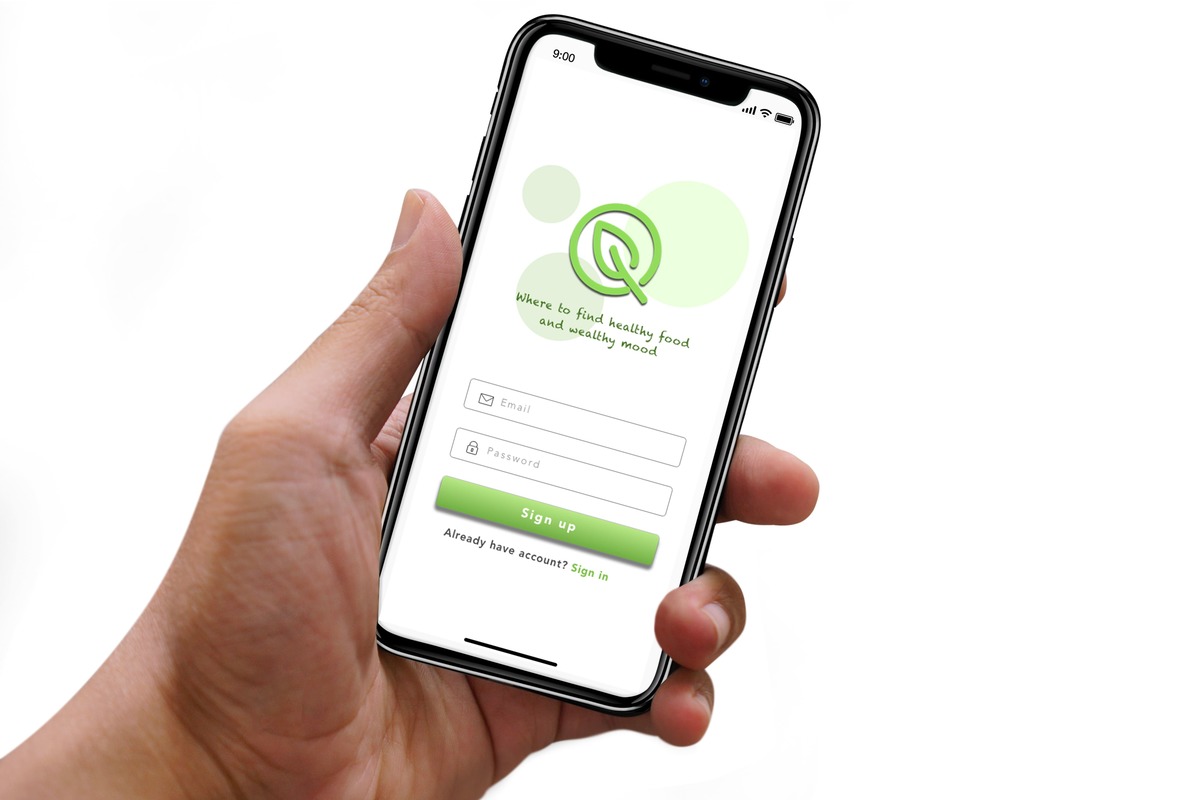 9:00
Where to find healthy food
and wealthy mood
Email
Password
Sign up
Already have account? Sign in